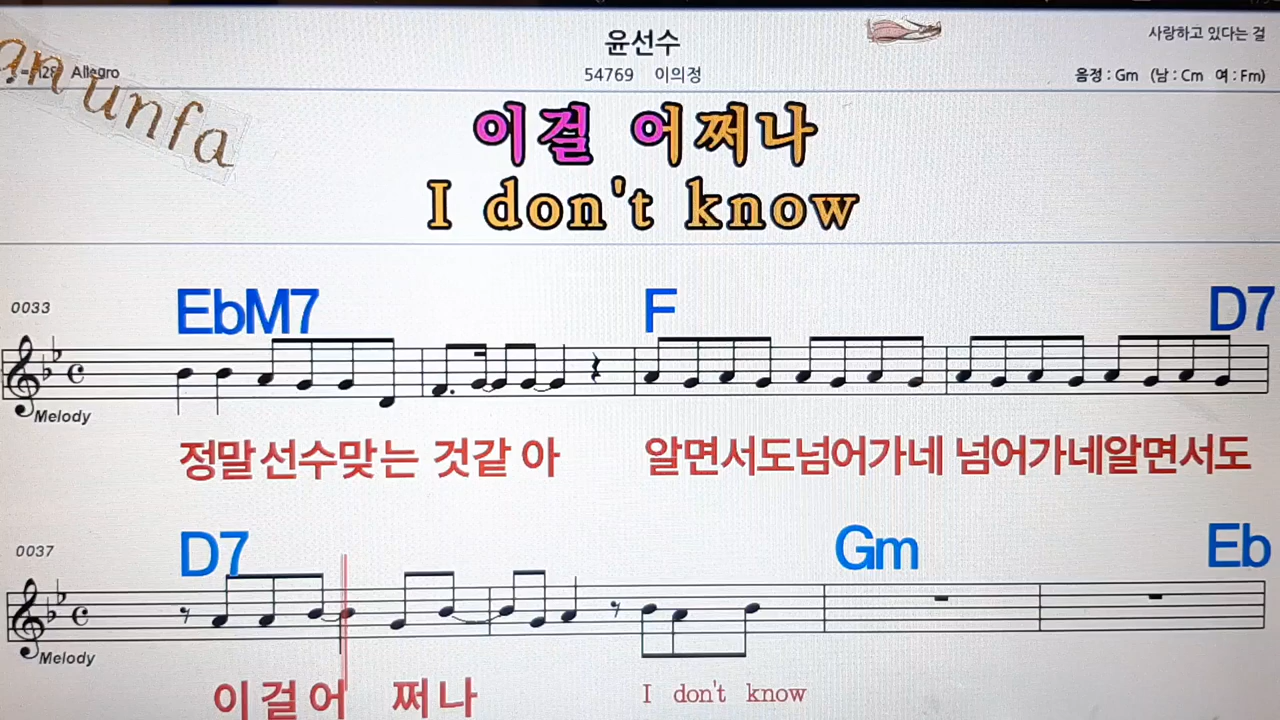 윤선수
사랑하고 있다는 걸
Allegro
54769 이의정
음정 : Gm (남 : Cm 여 : Fm)
an unfa
이걸 어쩌나
I don't know
0033
EbM7 F D7
Melody
정말선수맞는 것같 아 알면서도넘어가네 넘어가네알면서도
0037
D7 Gm Eb
Melody
이걸어 쩌나 I don't know